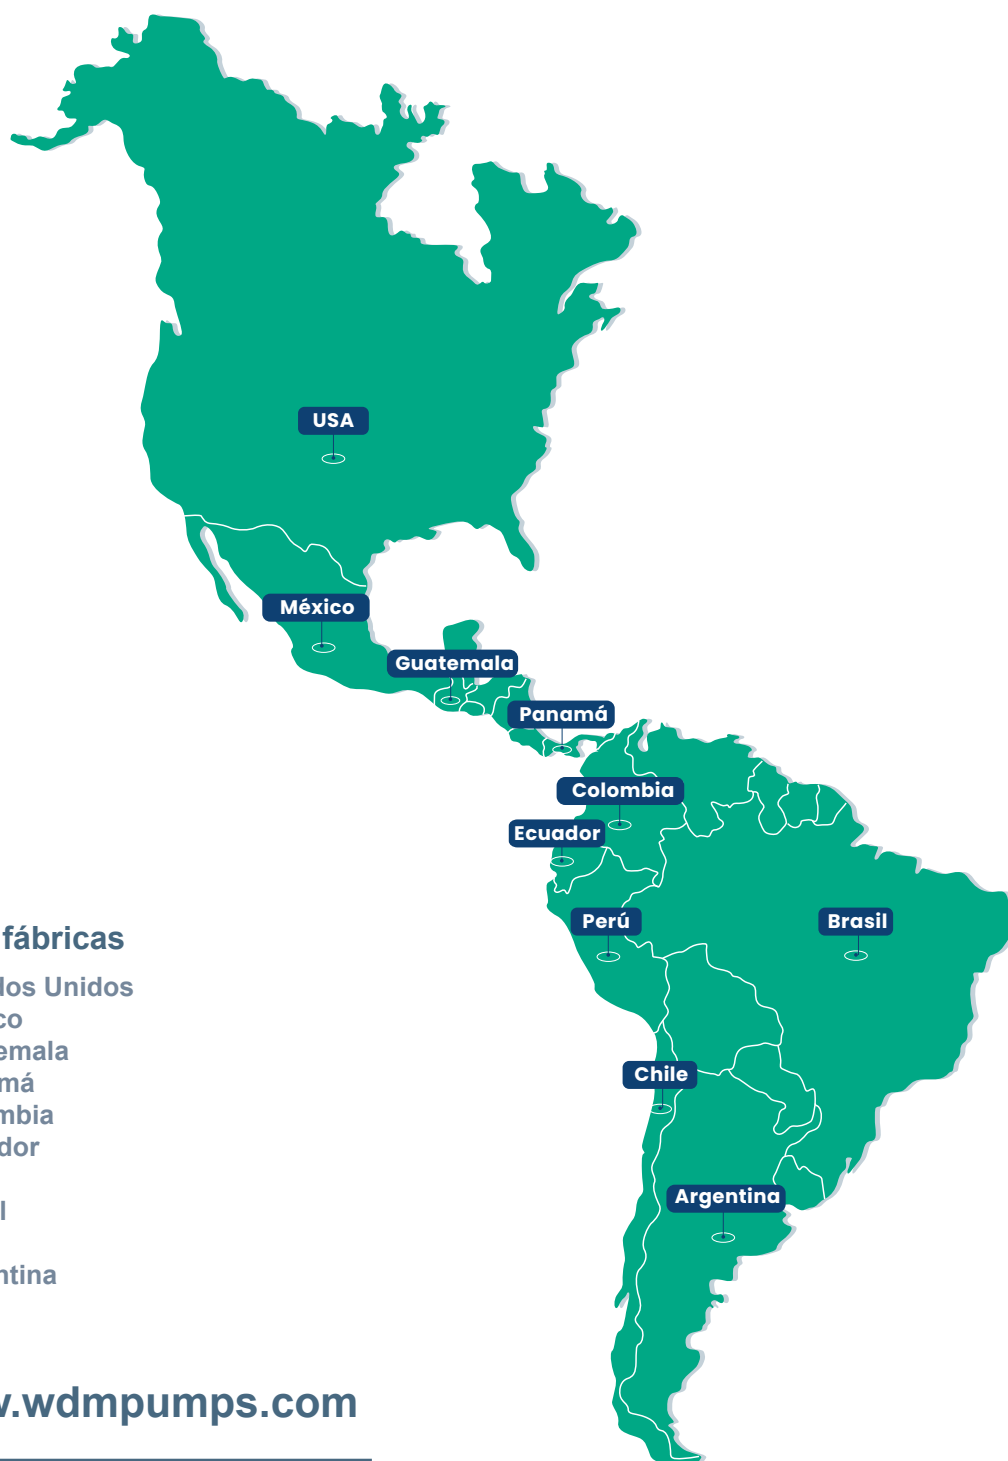 USA
México
Guatemala
Panamá
Colombia
Ecuador
Perú
Brasil
Chile
Argentina
fábricas
dos Unidos
co
emala
má
mbia
dor
l
ntina
.wdmpumps.com